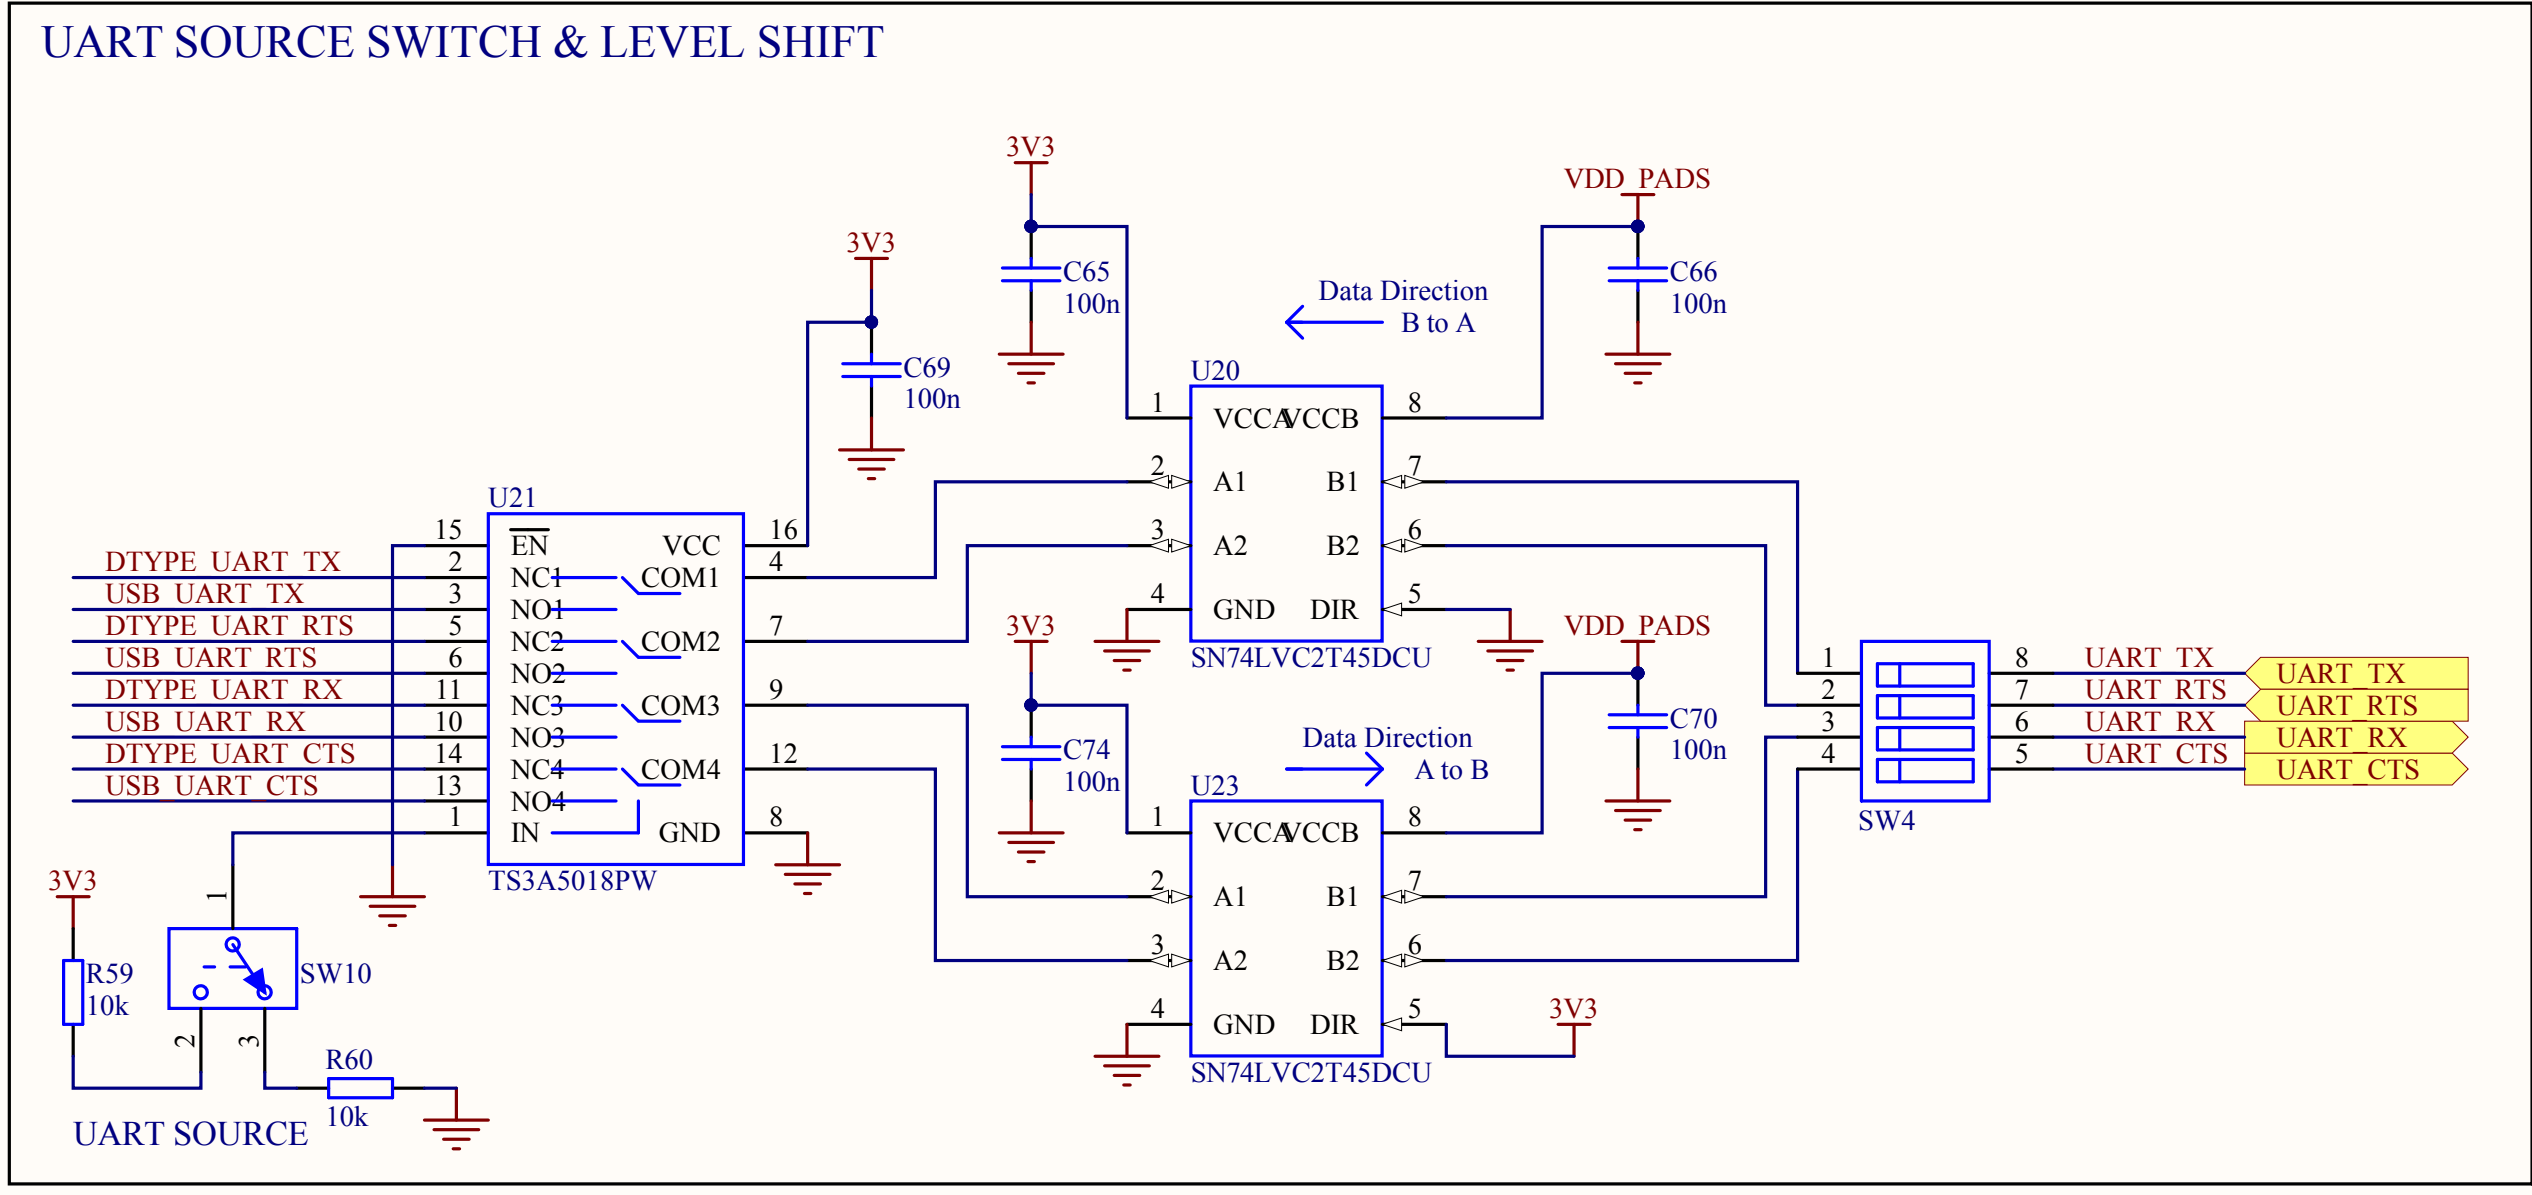 UART SOURCE SWITCH & LEVEL SHIFT
3V3
C65
100n
VDD_PADS
C66
100n
Data Direction
B to A
3V3
C69
100n
U20
1 VCCA VCCB 8
2 A1 B1 7
3 A2 B2 6
4 GND DIR 5
SN74LVC2T45DCU
U21
15 EN VCC 16
DTYPE_UART_TX 2 NC1 COM1 4
USB_UART_TX 3 NO1
DTYPE_UART_RTS 5 NC2 COM2 7
USB_UART_RTS 6 NO2
DTYPE_UART_RX 11 NC3 COM3 9
USB_UART_RX 10 NO3
DTYPE_UART_CTS 14 NC4 COM4 12
USB_UART_CTS 13 NO4
1 IN GND 8
TS3A5018PW
3V3
C74
100n
VDD_PADS
C70
100n
Data Direction
A to B
U23
1 VCCA VCCB 8
2 A1 B1 7
3 A2 B2 6
4 GND DIR 5
3V3
SN74LVC2T45DCU
1 8 UART_TX UART_TX
2 7 UART_RTS UART_RTS
3 6 UART_RX UART_RX
4 5 UART_CTS UART_CTS
SW4
3V3
R59
10k
1
SW10
2 3
R60
10k
UART SOURCE